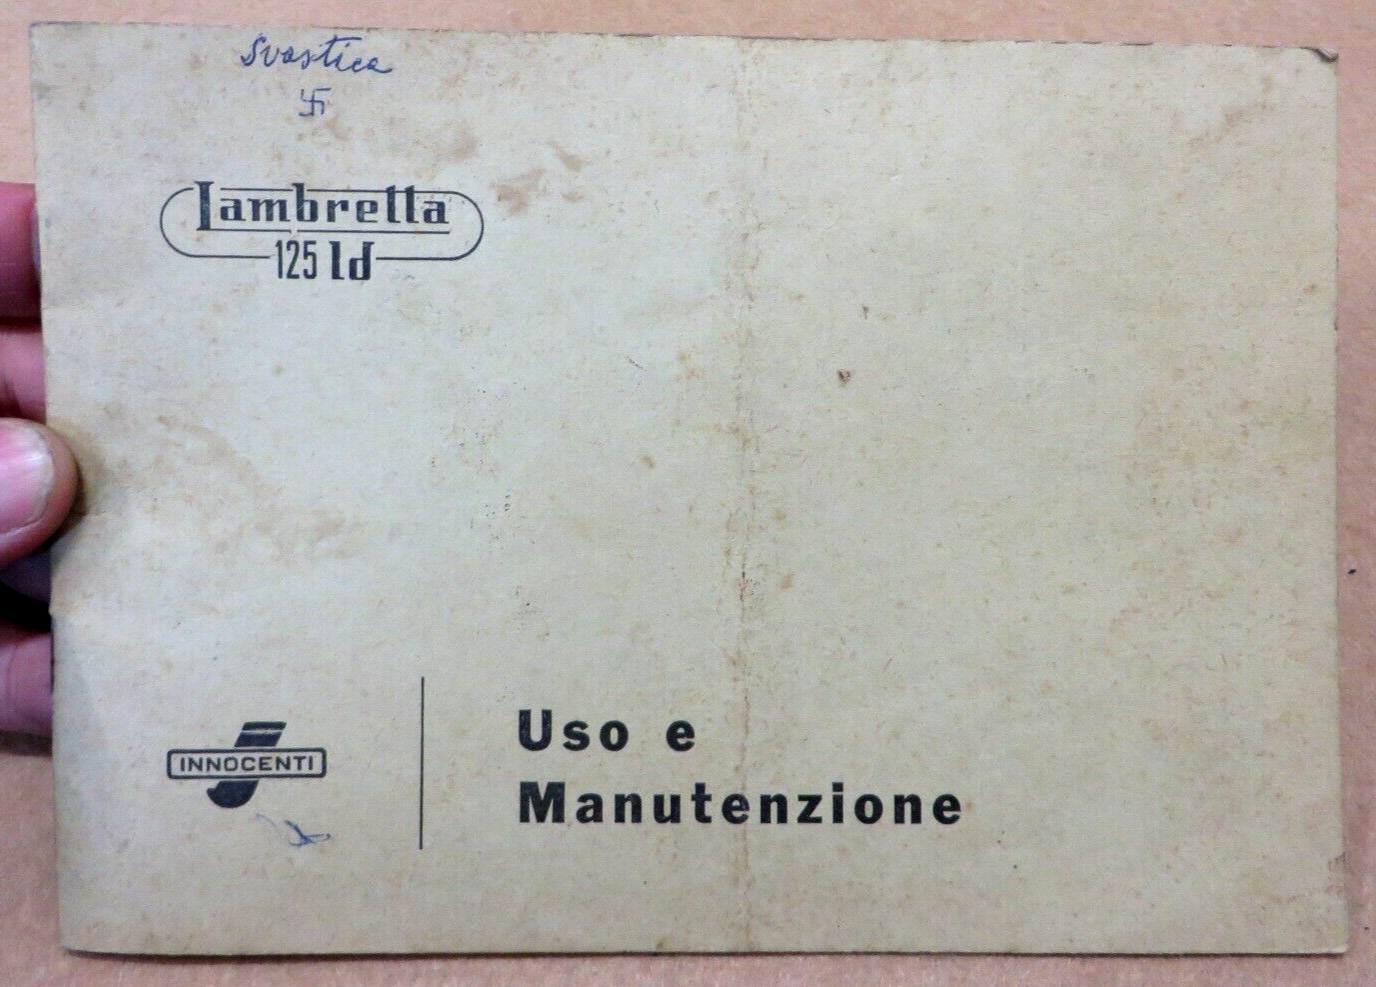 Svastica
卐
Lambretta
125 ld
INNOCENTI
Uso e
Manutenzione